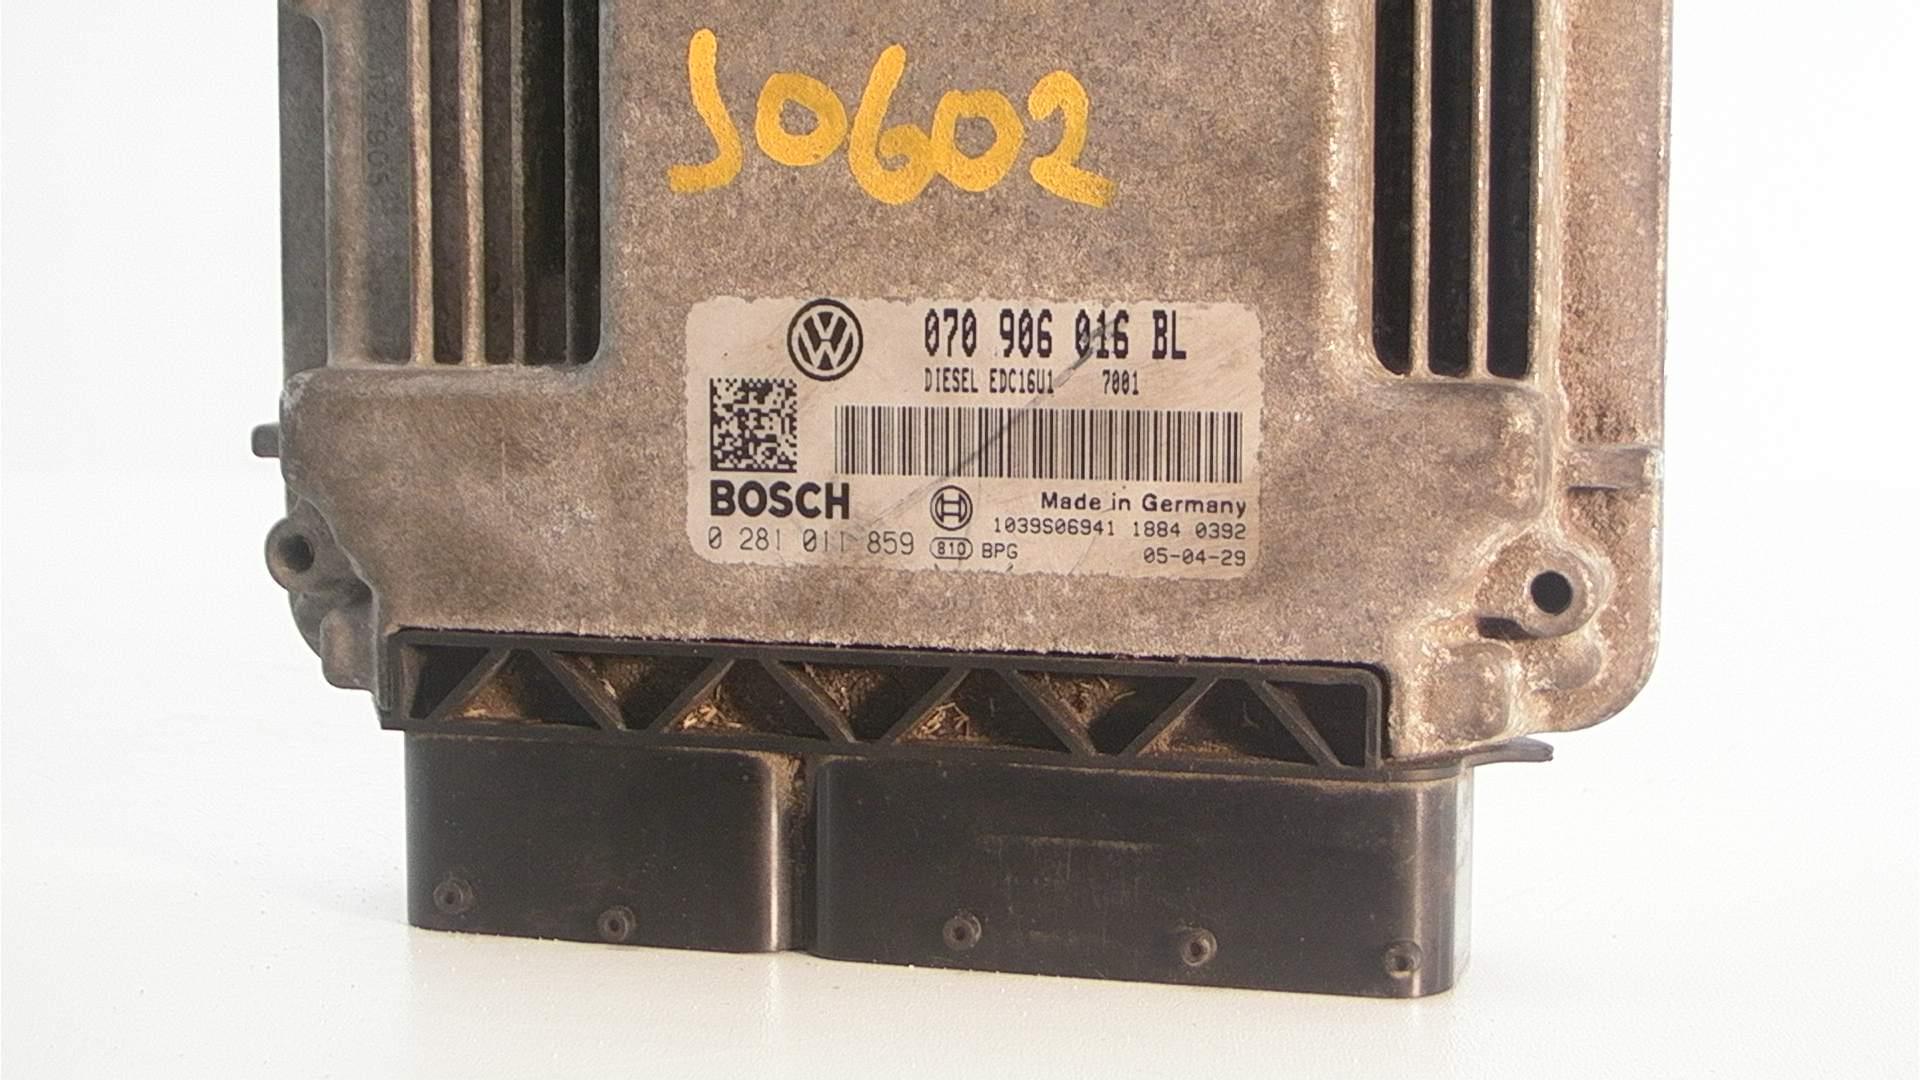 J0602
070 906 016 BL
DIESEL EDC16U1 7001
BOSCH
Made in Germany
1039S06941 1884 0392
0 281 011 859
810 BPG
05-04-29